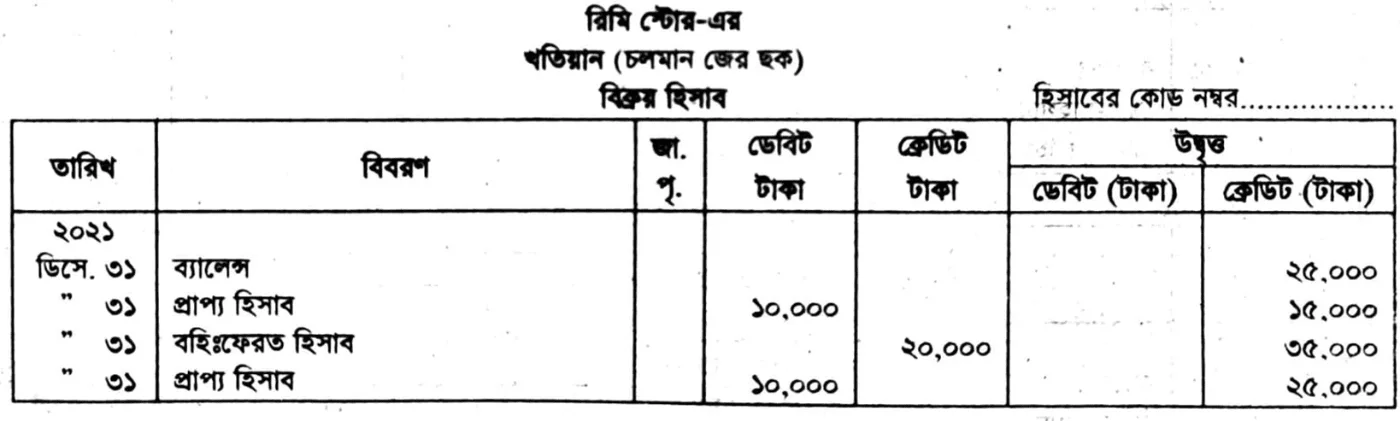 রিমি স্টোর-এর
খতিয়ান (চলমান জের ছক)
বিক্রয় হিসাব হিসাবের কোড নম্বর..................
তারিখ বিবরণ জা. পৃ. ডেবিট টাকা ক্রেডিট টাকা উদ্বৃত্ত
ডেবিট (টাকা) ক্রেডিট (টাকা)
২০২১
ডিসে. ৩১ ব্যালেন্স ২৫,০০০
" ৩১ প্রাপ্য হিসাব ১০,০০০ ১৫,০০০
" ৩১ বহিঃফেরত হিসাব ২০,০০০ ৩৫,০০০
" ৩১ প্রাপ্য হিসাব ১০,০০০ ২৫,০০০